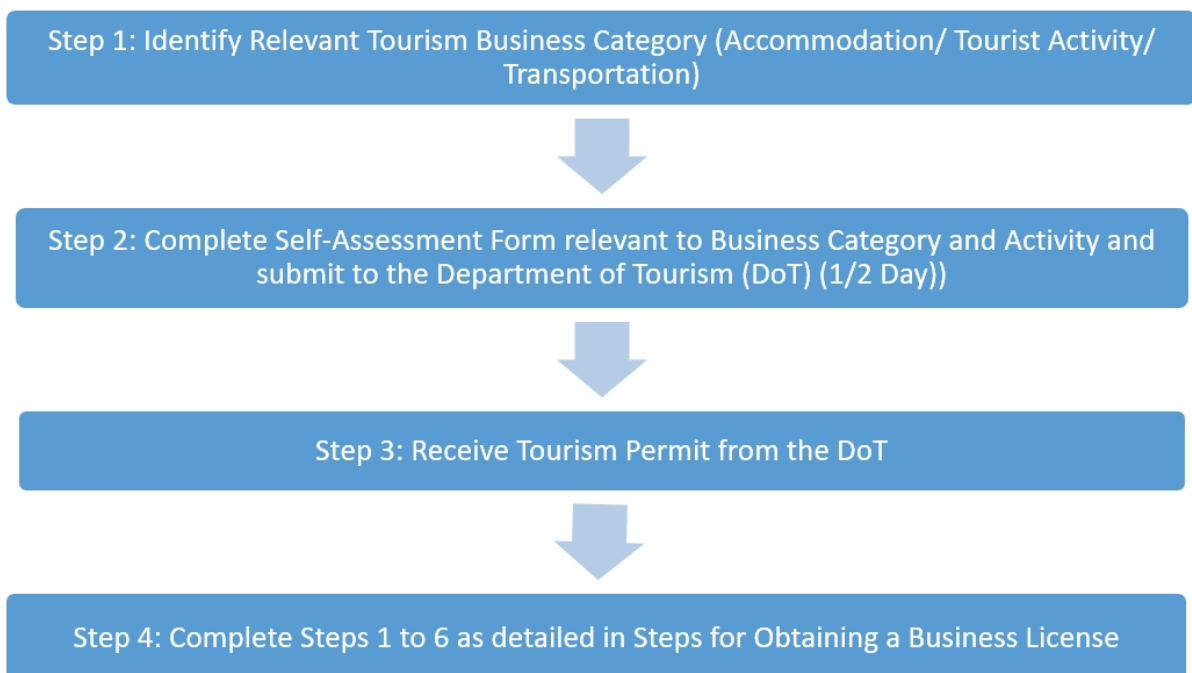 Step 1: Identify Relevant Tourism Business Category (Accommodation/ Tourist Activity/
Transportation)
Step 2: Complete Self-Assessment Form relevant to Business Category and Activity and
submit to the Department of Tourism (DoT) (1/2 Day))
Step 3: Receive Tourism Permit from the DoT
Step 4: Complete Steps 1 to 6 as detailed in Steps for Obtaining a Business License